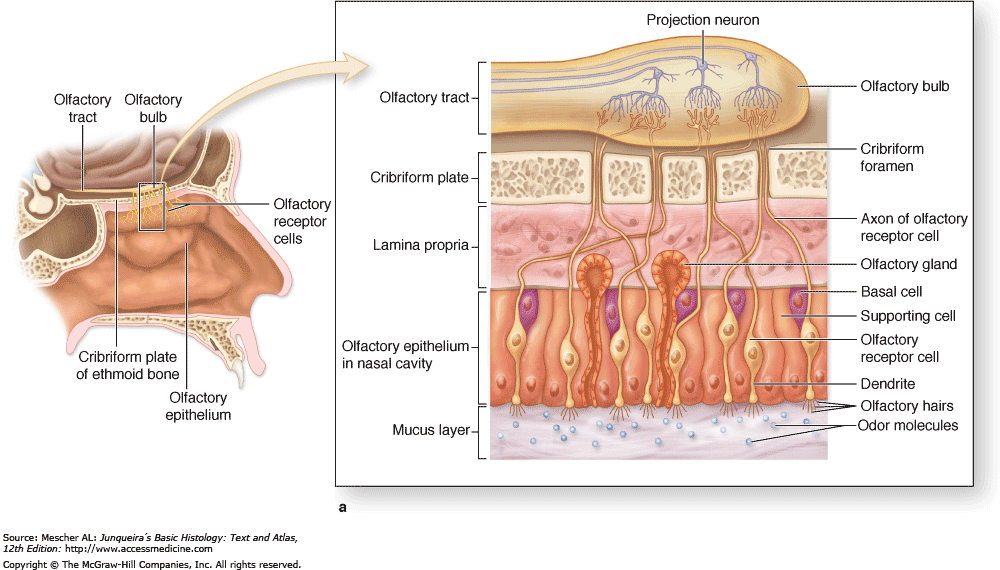 Olfactory
tract
Olfactory
bulb
Olfactory
receptor
cells
Cribriform plate
of ethmoid bone
Olfactory
epithelium
Projection neuron
Olfactory tract
Cribriform plate
Lamina propria
Olfactory epithelium
in nasal cavity
Mucus layer
Olfactory bulb
Cribriform
foramen
Axon of olfactory
receptor cell
Olfactory gland
Basal cell
Supporting cell
Olfactory
receptor cell
Dendrite
Olfactory hairs
Odor molecules
a
Source: Mescher AL: Junqueira´s Basic Histology: Text and Atlas,
12th Edition: http://www.accessmedicine.com
Copyright © The McGraw-Hill Companies, Inc. All rights reserved.